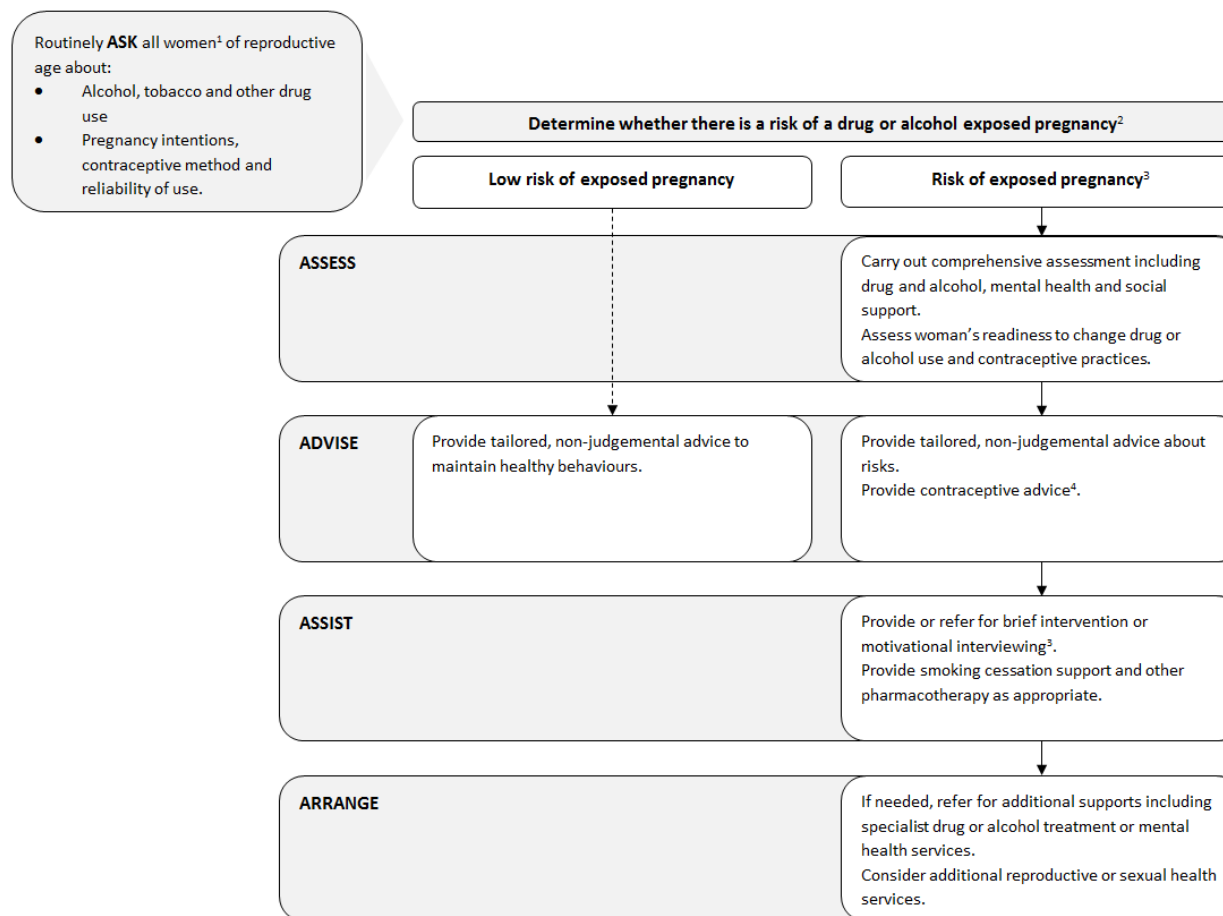 Routinely ASK all women¹ of reproductive
age about:
• Alcohol, tobacco and other drug
use
• Pregnancy intentions,
contraceptive method and
reliability of use.
Determine whether there is a risk of a drug or alcohol exposed pregnancy²
Low risk of exposed pregnancy
Risk of exposed pregnancy³
ASSESS
Carry out comprehensive assessment including
drug and alcohol, mental health and social
support.
Assess woman's readiness to change drug or
alcohol use and contraceptive practices.
ADVISE
Provide tailored, non-judgemental advice to
maintain healthy behaviours.
Provide tailored, non-judgemental advice about
risks.
Provide contraceptive advice⁴.
ASSIST
Provide or refer for brief intervention or
motivational interviewing³.
Provide smoking cessation support and other
pharmacotherapy as appropriate.
ARRANGE
If needed, refer for additional supports including
specialist drug or alcohol treatment or mental
health services.
Consider additional reproductive or sexual health
services.